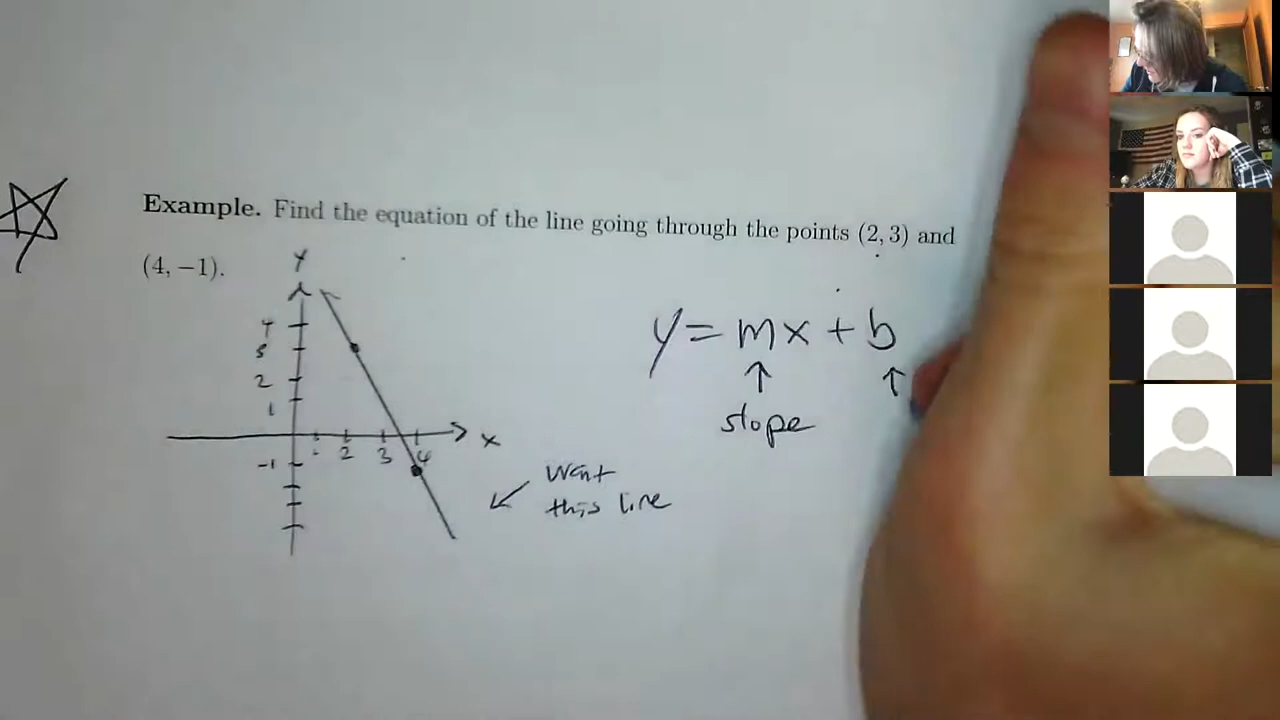 Example. Find the equation of the line going through the points (2, 3) and
(4, −1).
y
4
3
2
1
-1
2 3 4
x
y = mx + b
↑ ↑
slope
Want
this line